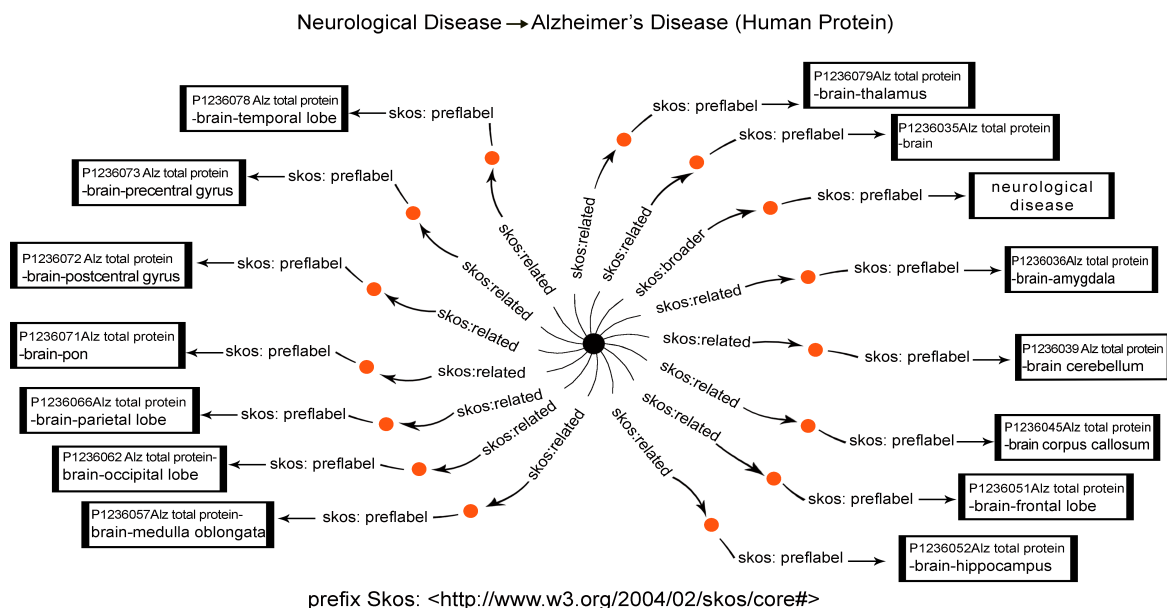 Neurological Disease → Alzheimer's Disease (Human Protein)
P1236078 Alz total protein
-brain-temporal lobe
skos: preflabel
skos:related
P1236079Alz total protein
-brain-thalamus
skos: preflabel
skos:related
P1236035Alz total protein
-brain
skos: preflabel
skos:related
P1236073 Alz total protein
-brain-precentral gyrus
skos: preflabel
skos:related
neurological
disease
skos: preflabel
skos:broader
P1236072 Alz total protein
-brain-postcentral gyrus
skos: preflabel
skos:related
P1236036Alz total protein
-brain-amygdala
skos: preflabel
skos:related
P1236071Alz total protein
-brain-pon
skos: preflabel
skos:related
P1236039 Alz total protein
-brain cerebellum
skos: preflabel
skos:related
P1236066Alz total protein
-brain-parietal lobe
skos: preflabel
skos:related
P1236045Alz total protein
-brain corpus callosum
skos: preflabel
skos:related
P1236062 Alz total protein-
brain-occipital lobe
skos: preflabel
skos:related
P1236051Alz total protein
-brain-frontal lobe
skos: preflabel
skos:related
P1236057Alz total protein-
brain-medulla oblongata
skos: preflabel
skos:related
P1236052Alz total protein
-brain-hippocampus
skos: preflabel
skos:related
prefix Skos: <http://www.w3.org/2004/02/skos/core#>